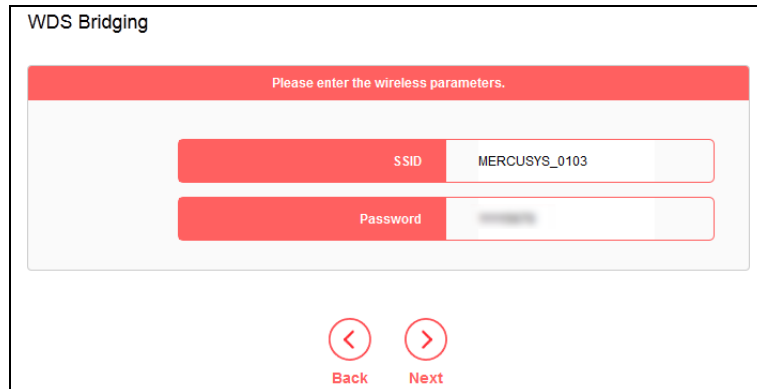 WDS Bridging
Please enter the wireless parameters.
SSID MERCUSYS_0103
Password
Back Next